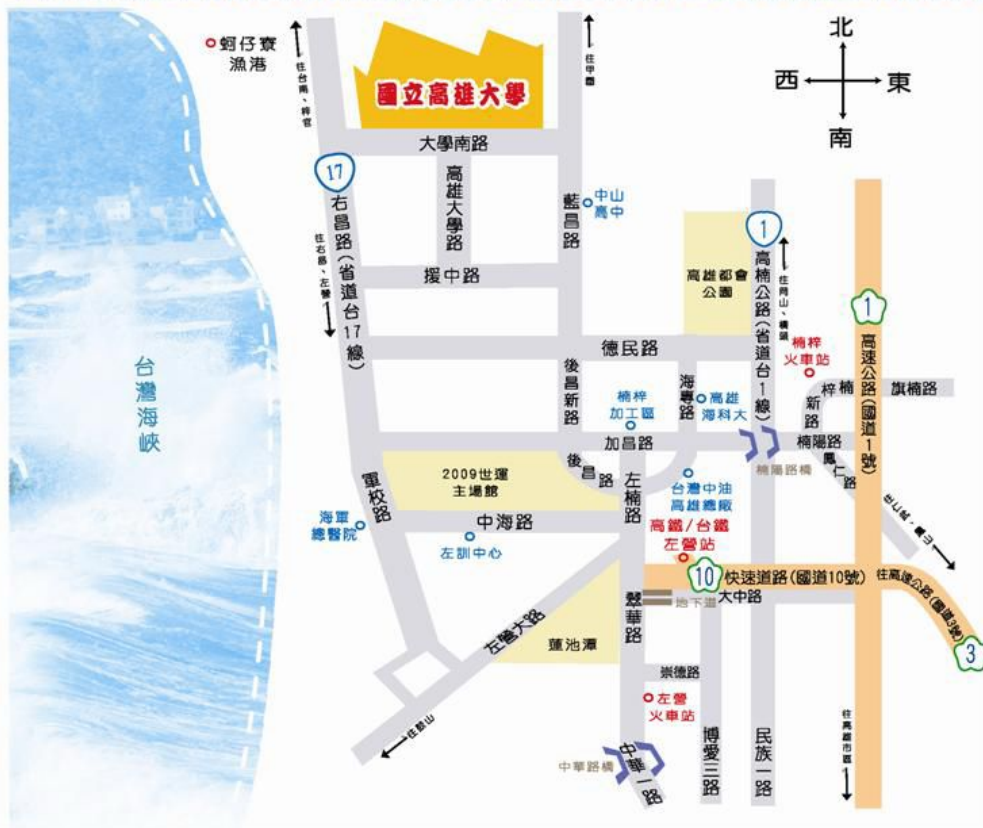 蚵仔寮
漁港
往台南、梓官
國立高雄大學
往甲圍
北
西
東
南
大學南路
17
右昌路(省道台17線)
高雄大學路
藍昌路
中山
高中
1
高雄都會
公園
高楠公路(省道台1線)
往岡山、橋頭
往右昌、左營
援中路
1
高速公路(國道1號)
德民路
楠梓
火車站
台灣海峽
後昌新路
楠梓
加工區
海專路
高雄
海科大
新路
梓楠
旗楠路
加昌路
楠陽路
楠陽路橋
鳳仁路
2009世運
主場館
後昌路
左楠路
台灣中油
高雄總廠
軍校路
海軍
總醫院
中海路
左訓中心
高鐵/台鐵
左營站
往仁武，鳳山
10
快速道路(國道10號)
往高速公路(國道3號)
大中路
地下道
翠華路
左營大路
蓮池潭
3
崇德路
左營
火車站
往鼓山
中華路橋
中華一路
博愛三路
民族一路
往高雄市區